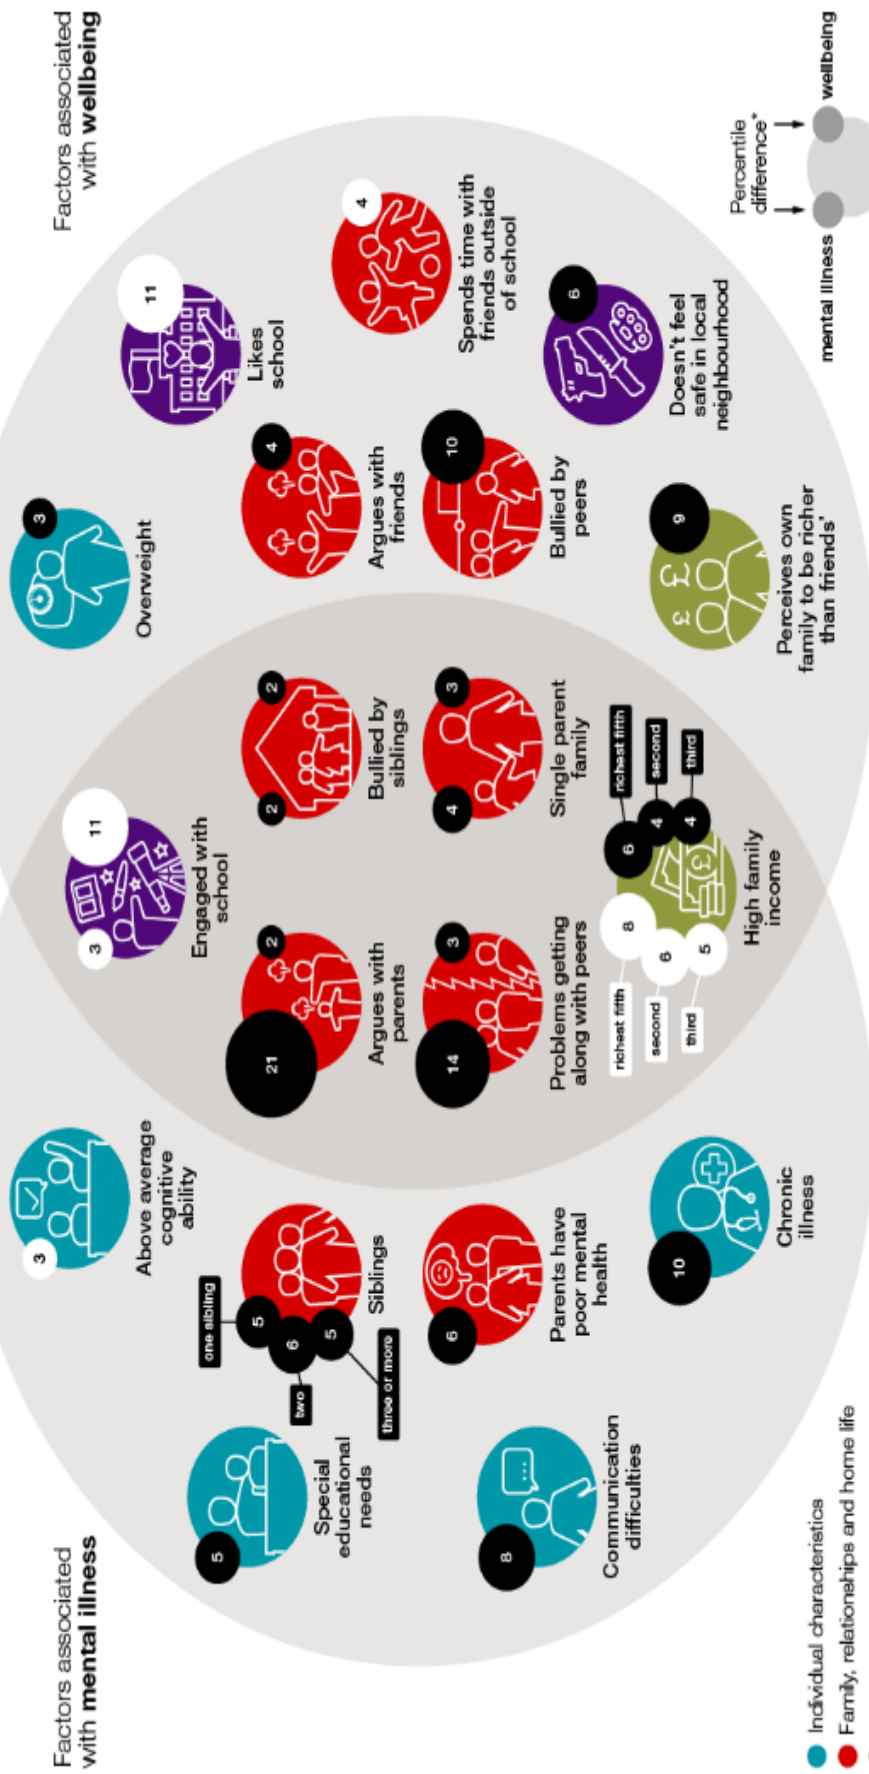 Factors associated
with mental illness
Factors associated
with wellbeing
3
Above average
cognitive
ability
3
11
Engaged with
school
3
Overweight
11
Likes
school
5
Special
educational
needs
one sibling
5
two
6
three or more
5
Siblings
21
2
Argues with
parents
2
2
Bullied by
siblings
4
Argues with
friends
4
Spends time with
friends outside
of school
8
Communication
difficulties
6
Parents have
poor mental
health
14
3
Problems getting
along with peers
4
3
Single parent
family
10
Bullied by
peers
6
Doesn't feel
safe in local
neighbourhood
10
Chronic
illness
richest fifth
8
second
6
third
5
6
richest fifth
4
second
4
third
£
High family
income
9
£
£
Perceives own
family to be richer
than friends'
Percentile
difference*
mental illness
wellbeing
Individual characteristics
Family, relationships and home life